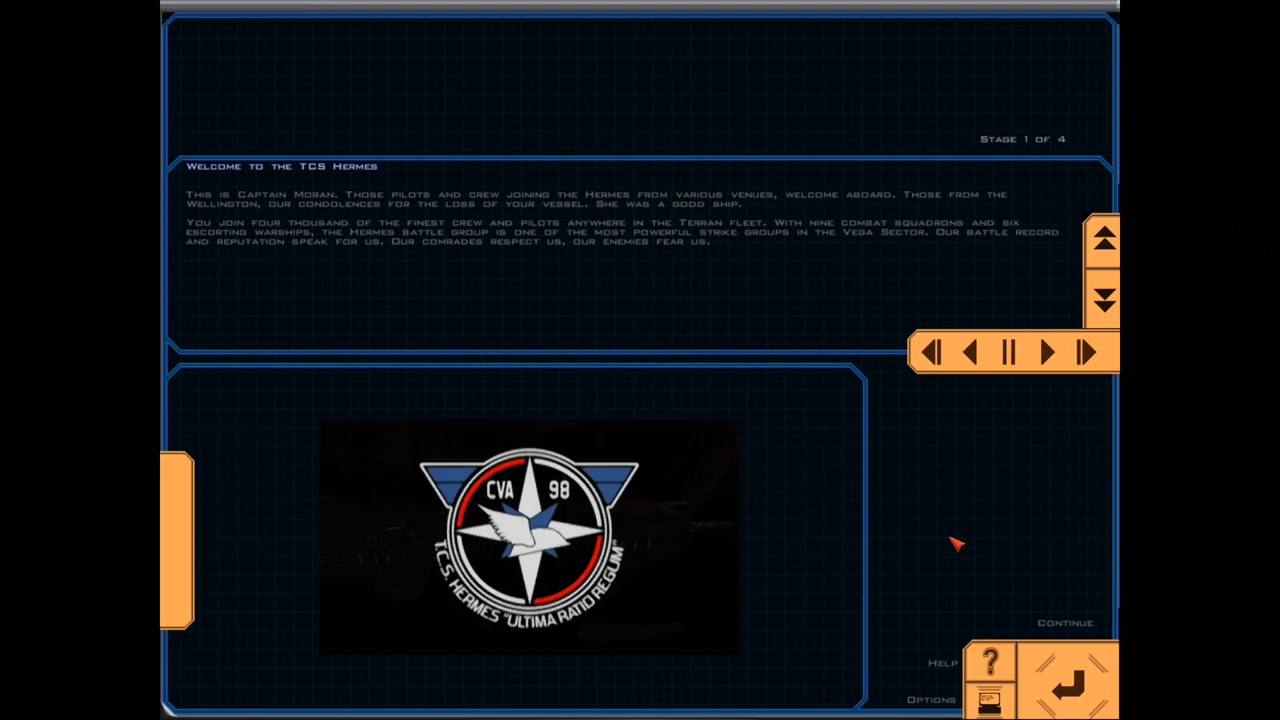 Stage 1 of 4
Welcome to the TCS Hermes
This is Captain Moran. Those pilots and crew joining the Hermes from various venues, welcome aboard. Those from the
Wellington, our condolences for the loss of your vessel. She was a good ship.
You join four thousand of the finest crew and pilots anywhere in the Terran fleet. With nine combat squadrons and six
escorting warships, the Hermes battle group is one of the most powerful strike groups in the Vega Sector. Our battle record
and reputation speak for us. Our comrades respect us, our enemies fear us.
CVA 98
T.C.S. HERMES "ULTIMA RATIO REGUM"
Continue
Help
?
Options